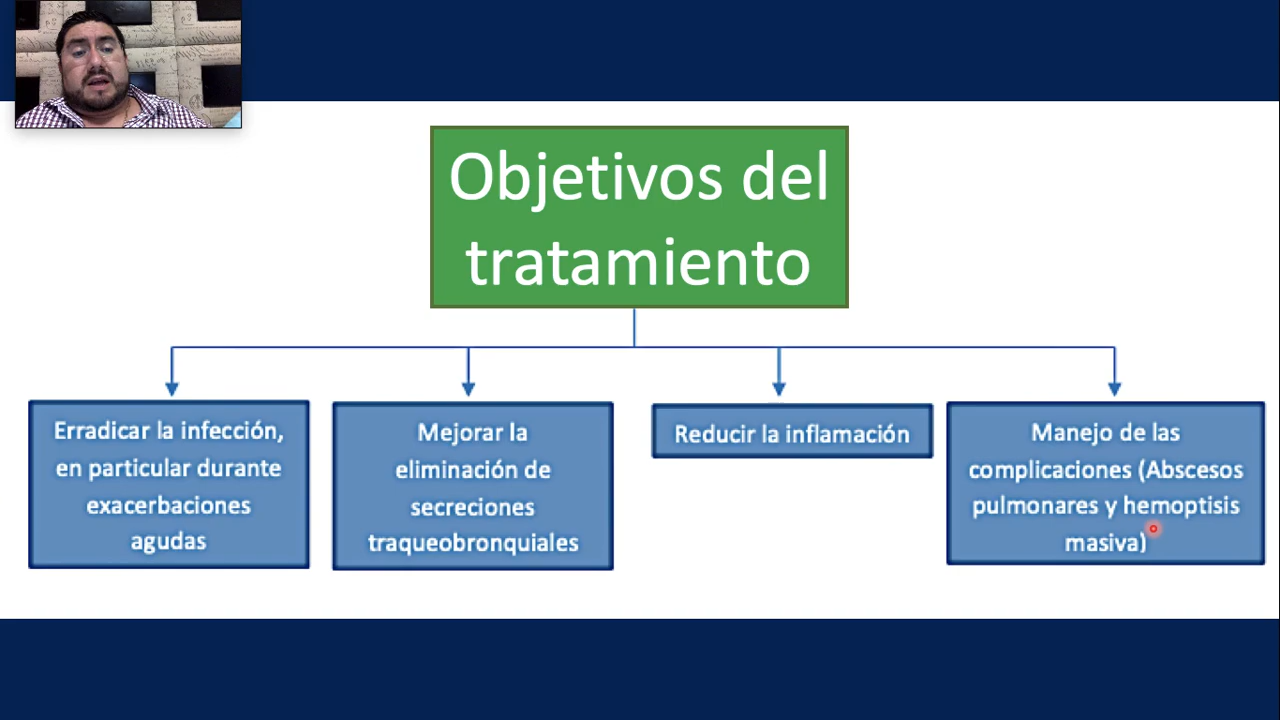 Objetivos del
tratamiento
Erradicar la infección,
en particular durante
exacerbaciones
agudas
Mejorar la
eliminación de
secreciones
traqueobronquiales
Reducir la inflamación
Manejo de las
complicaciones (Abscesos
pulmonares y hemoptisis
masiva)